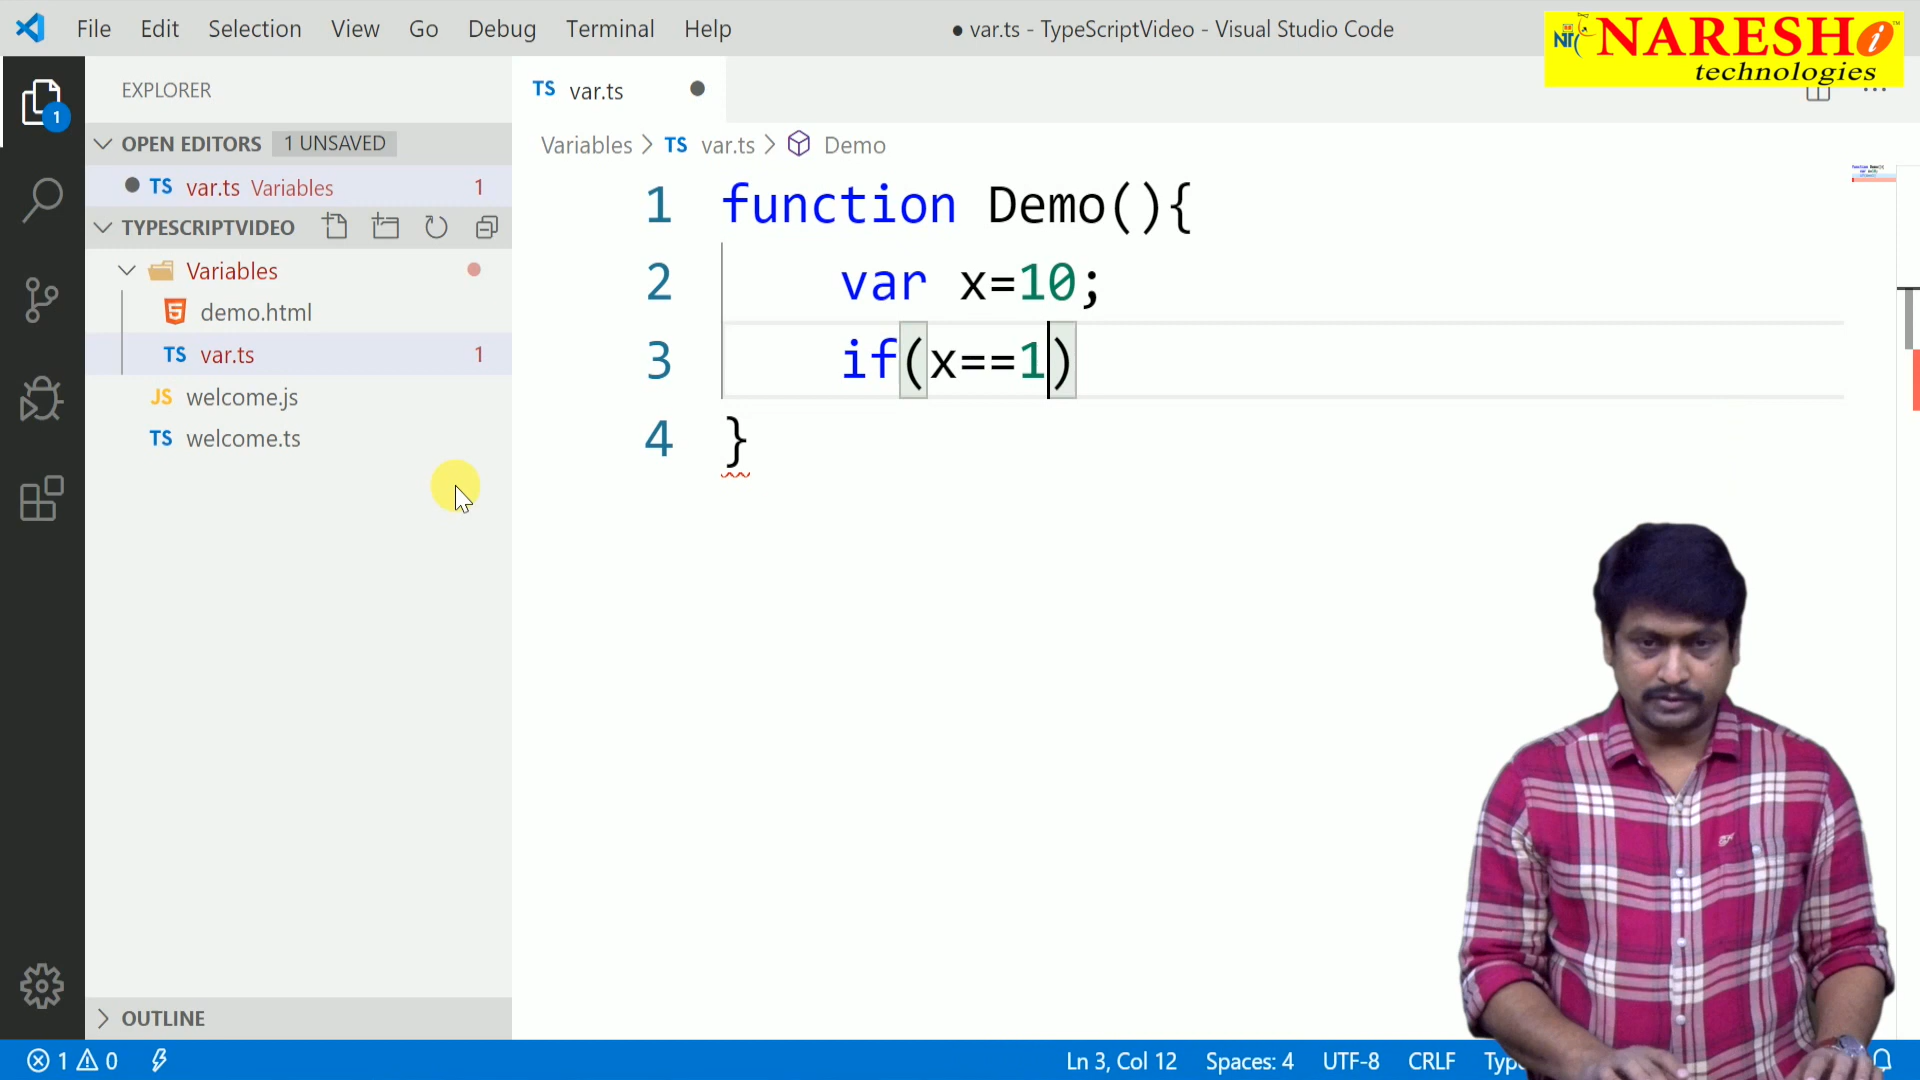 File Edit Selection View Go Debug Terminal Help
● var.ts - TypeScriptVideo - Visual Studio Code
NT
NARESH i
technologies
1
EXPLORER
OPEN EDITORS 1 UNSAVED
TS var.ts Variables 1
TYPESCRIPTVIDEO
Variables
demo.html
TS var.ts 1
JS welcome.js
TS welcome.ts
OUTLINE
TS var.ts
Variables > TS var.ts > Demo
1 function Demo(){
2 var x=10;
3 if(x==1)
4 }
1 0
Ln 3, Col 12 Spaces: 4 UTF-8 CRLF